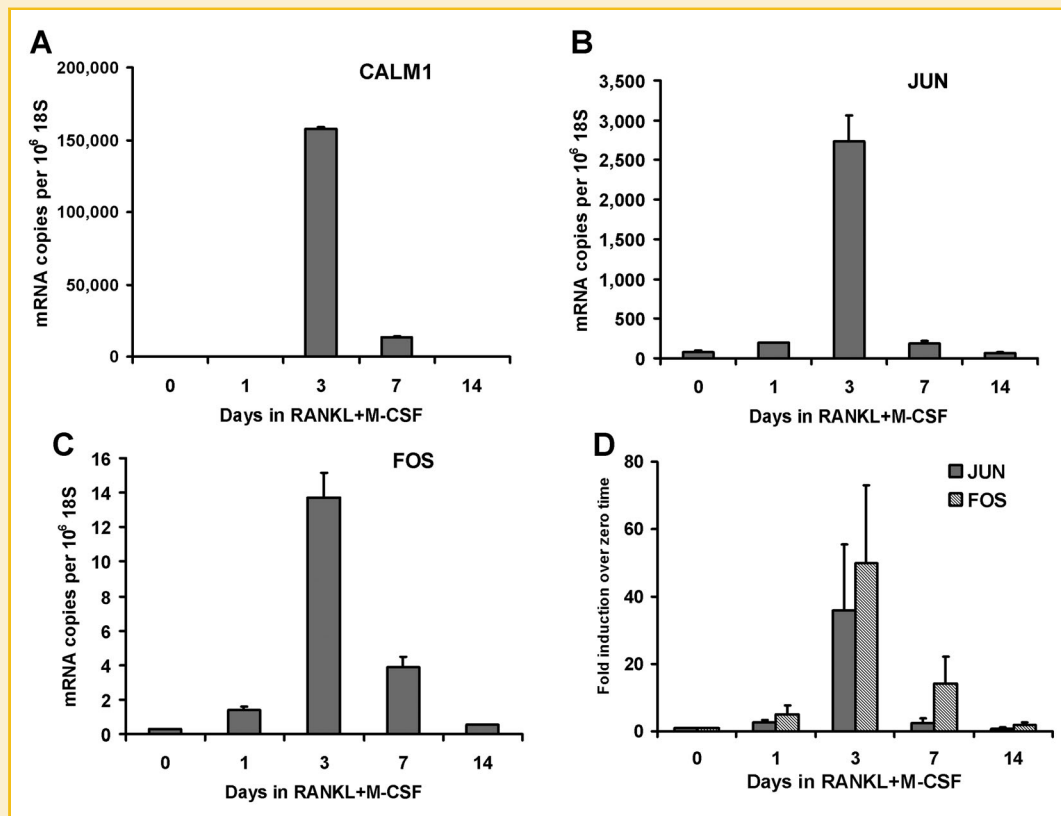 A
CALM1
mRNA copies per 10⁶ 18S
200,000
150,000
100,000
50,000
0
0 1 3 7 14
Days in RANKL+M-CSF
B
JUN
mRNA copies per 10⁶ 18S
3,500
3,000
2,500
2,000
1,500
1,000
500
0
0 1 3 7 14
Days in RANKL+M-CSF
C
FOS
mRNA copies per 10⁶ 18S
16
14
12
10
8
6
4
2
0
0 1 3 7 14
Days in RANKL+M-CSF
D
JUN
FOS
Fold induction over zero time
80
60
40
20
0
0 1 3 7 14
Days in RANKL+M-CSF